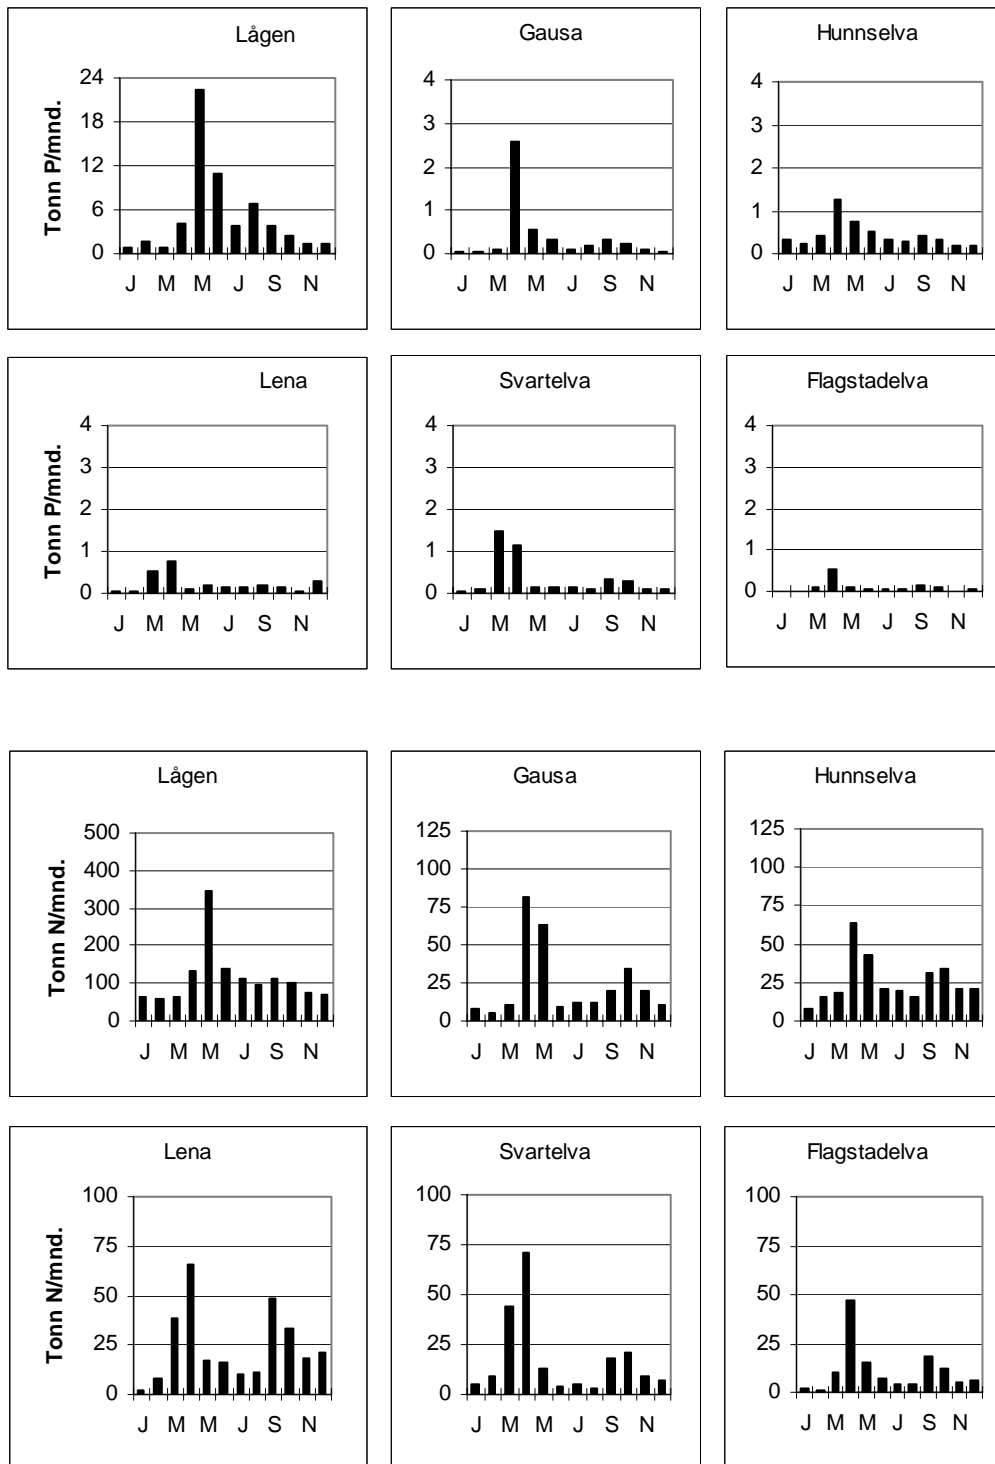 Lågen
Tonn P/mnd.
24
18
12
6
0
J M M J S N
Gausa
4
3
2
1
0
J M M J S N
Hunnselva
4
3
2
1
0
J M M J S N
Lena
Tonn P/mnd.
4
3
2
1
0
J M M J S N
Svartelva
4
3
2
1
0
J M M J S N
Flagstadelva
4
3
2
1
0
J M M J S N
Lågen
Tonn N/mnd.
500
400
300
200
100
0
J M M J S N
Gausa
125
100
75
50
25
0
J M M J S N
Hunnselva
125
100
75
50
25
0
J M M J S N
Lena
Tonn N/mnd.
100
75
50
25
0
J M M J S N
Svartelva
100
75
50
25
0
J M M J S N
Flagstadelva
100
75
50
25
0
J M M J S N